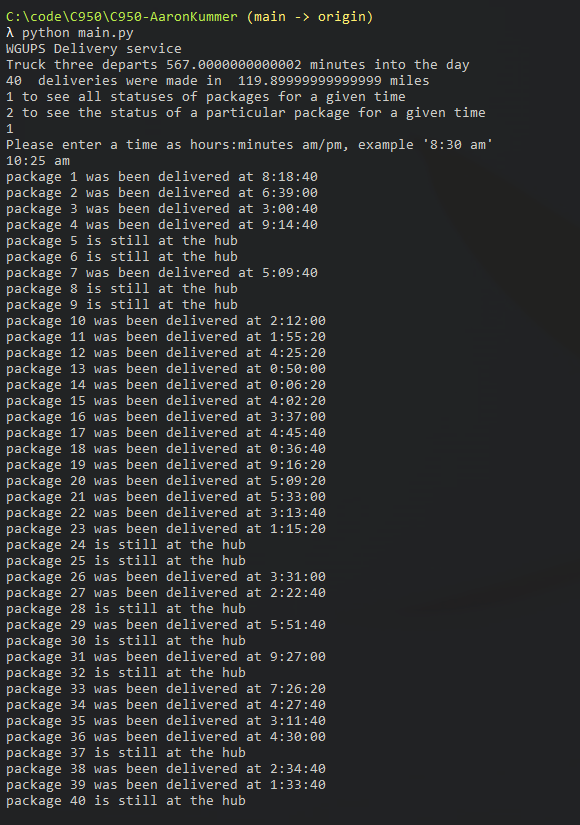 C:\code\C950\C950-AaronKummer (main -> origin)
λ python main.py
WGUPS Delivery service
Truck three departs 567.0000000000002 minutes into the day
40  deliveries were made in  119.89999999999999 miles
1 to see all statuses of packages for a given time
2 to see the status of a particular package for a given time
1
Please enter a time as hours:minutes am/pm, example '8:30 am'
10:25 am
package 1 was been delivered at 8:18:40
package 2 was been delivered at 6:39:00
package 3 was been delivered at 3:00:40
package 4 was been delivered at 9:14:40
package 5 is still at the hub
package 6 is still at the hub
package 7 was been delivered at 5:09:40
package 8 is still at the hub
package 9 is still at the hub
package 10 was been delivered at 2:12:00
package 11 was been delivered at 1:55:20
package 12 was been delivered at 4:25:20
package 13 was been delivered at 0:50:00
package 14 was been delivered at 0:06:20
package 15 was been delivered at 4:02:20
package 16 was been delivered at 3:37:00
package 17 was been delivered at 4:45:40
package 18 was been delivered at 0:36:40
package 19 was been delivered at 9:16:20
package 20 was been delivered at 5:09:20
package 21 was been delivered at 5:33:00
package 22 was been delivered at 3:13:40
package 23 was been delivered at 1:15:20
package 24 is still at the hub
package 25 is still at the hub
package 26 was been delivered at 3:31:00
package 27 was been delivered at 2:22:40
package 28 is still at the hub
package 29 was been delivered at 5:51:40
package 30 is still at the hub
package 31 was been delivered at 9:27:00
package 32 is still at the hub
package 33 was been delivered at 7:26:20
package 34 was been delivered at 4:27:40
package 35 was been delivered at 3:11:40
package 36 was been delivered at 4:30:00
package 37 is still at the hub
package 38 was been delivered at 2:34:40
package 39 was been delivered at 1:33:40
package 40 is still at the hub